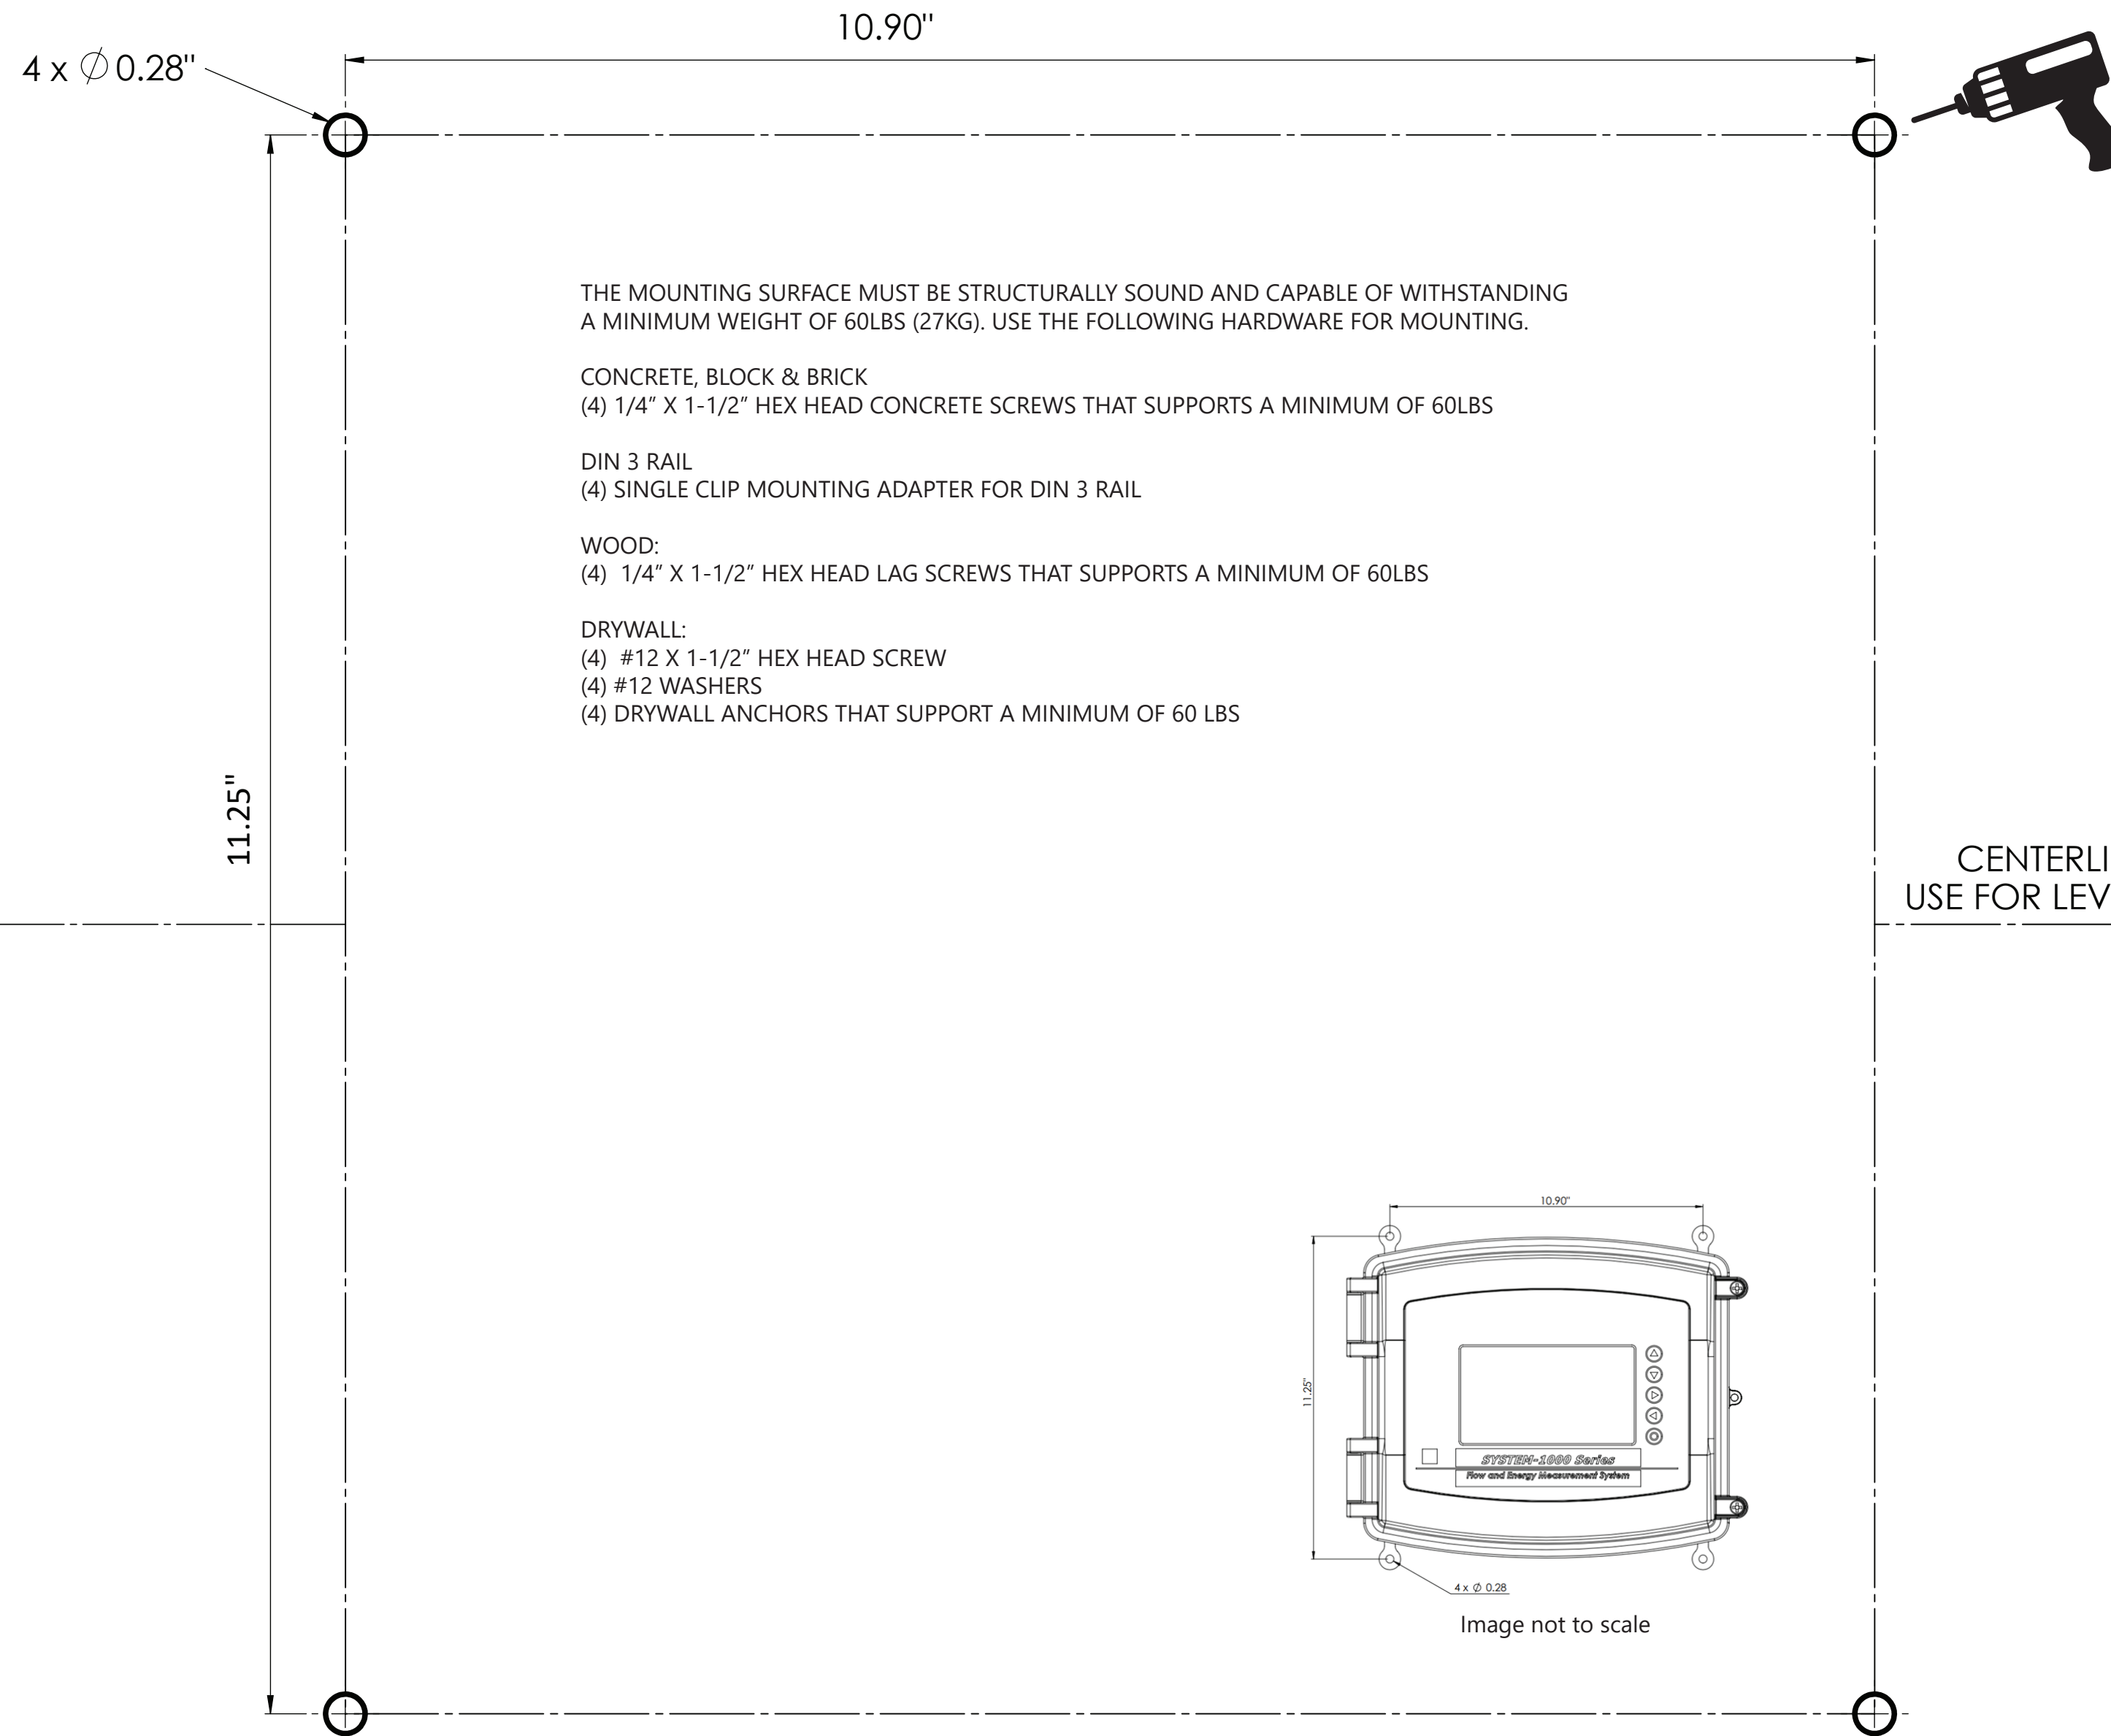 10.90"
4 x ∅ 0.28"
THE MOUNTING SURFACE MUST BE STRUCTURALLY SOUND AND CAPABLE OF WITHSTANDING
A MINIMUM WEIGHT OF 60LBS (27KG). USE THE FOLLOWING HARDWARE FOR MOUNTING.
CONCRETE, BLOCK & BRICK
(4) 1/4” X 1-1/2” HEX HEAD CONCRETE SCREWS THAT SUPPORTS A MINIMUM OF 60LBS
DIN 3 RAIL
(4) SINGLE CLIP MOUNTING ADAPTER FOR DIN 3 RAIL
WOOD:
(4) 1/4” X 1-1/2” HEX HEAD LAG SCREWS THAT SUPPORTS A MINIMUM OF 60LBS
DRYWALL:
(4) #12 X 1-1/2” HEX HEAD SCREW
(4) #12 WASHERS
(4) DRYWALL ANCHORS THAT SUPPORT A MINIMUM OF 60 LBS
11.25"
CENTERLI
USE FOR LEV
10.90"
11.25"
SYSTEM-1000 Series
Flow and Energy Measurement System
4 x ∅ 0.28
Image not to scale